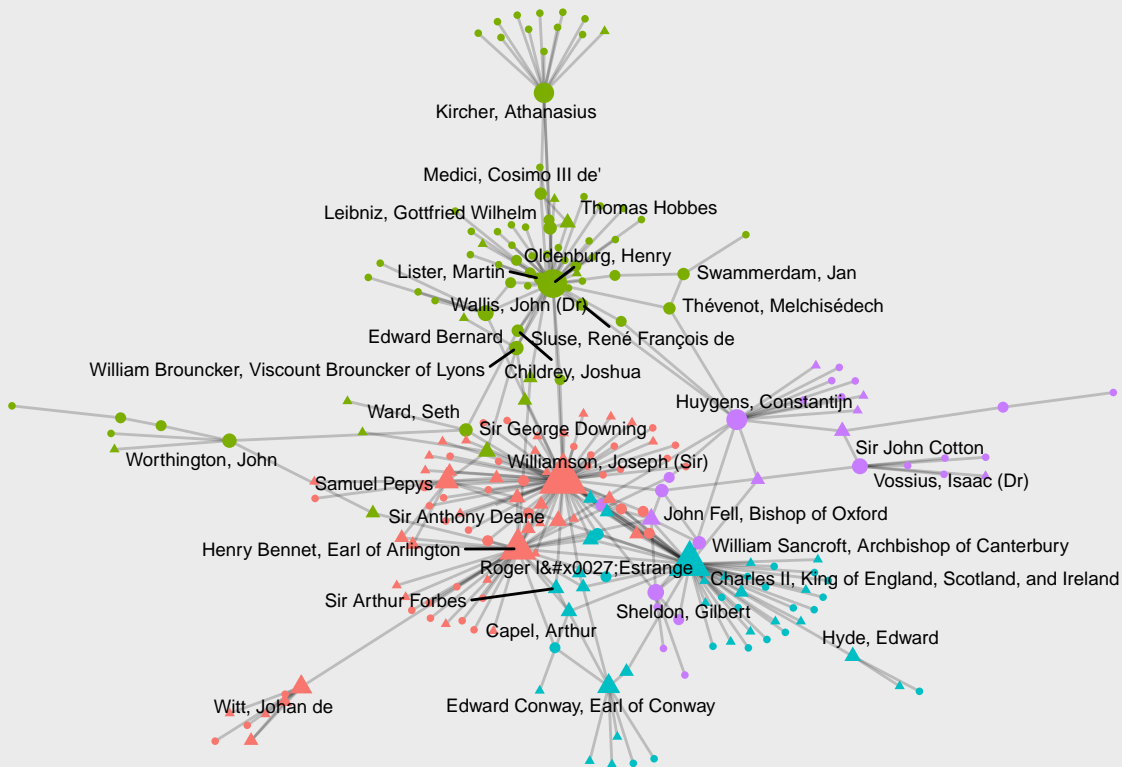 Kircher, Athanasius
Medici, Cosimo III de'
Leibniz, Gottfried Wilhelm
Thomas Hobbes
Oldenburg, Henry
Lister, Martin
Swammerdam, Jan
Wallis, John (Dr)
Thévenot, Melchisédech
Edward Bernard
Sluse, René François de
William Brouncker, Viscount Brouncker of Lyons
Childrey, Joshua
Huygens, Constantijn
Ward, Seth
Sir George Downing
Sir John Cotton
Worthington, John
Williamson, Joseph (Sir)
Vossius, Isaac (Dr)
Samuel Pepys
Sir Anthony Deane
John Fell, Bishop of Oxford
Henry Bennet, Earl of Arlington
William Sancroft, Archbishop of Canterbury
Roger l&#x0027;Estrange
Charles II, King of England, Scotland, and Ireland
Sir Arthur Forbes
Sheldon, Gilbert
Capel, Arthur
Hyde, Edward
Witt, Johan de
Edward Conway, Earl of Conway